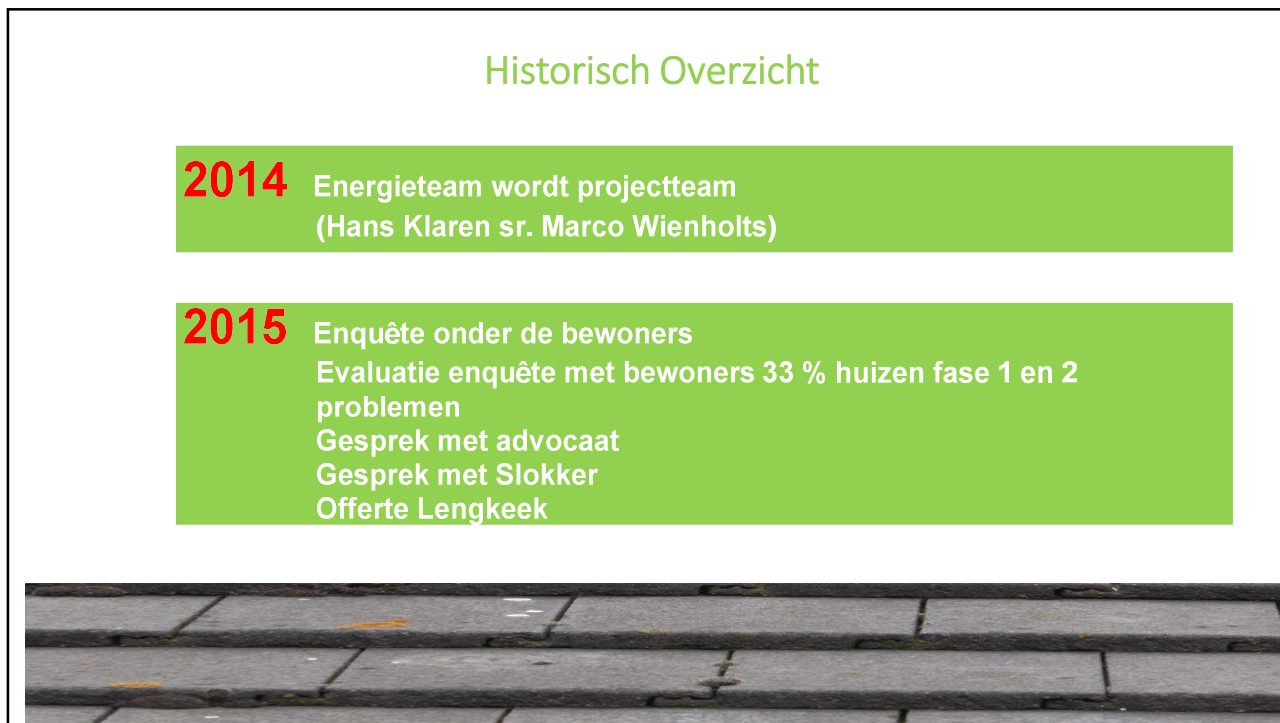 Historisch Overzicht
2014 Energieteam wordt projectteam
(Hans Klaren sr. Marco Wienholts)
2015 Enquête onder de bewoners
Evaluatie enquête met bewoners 33 % huizen fase 1 en 2
problemen
Gesprek met advocaat
Gesprek met Slokker
Offerte Lengkeek